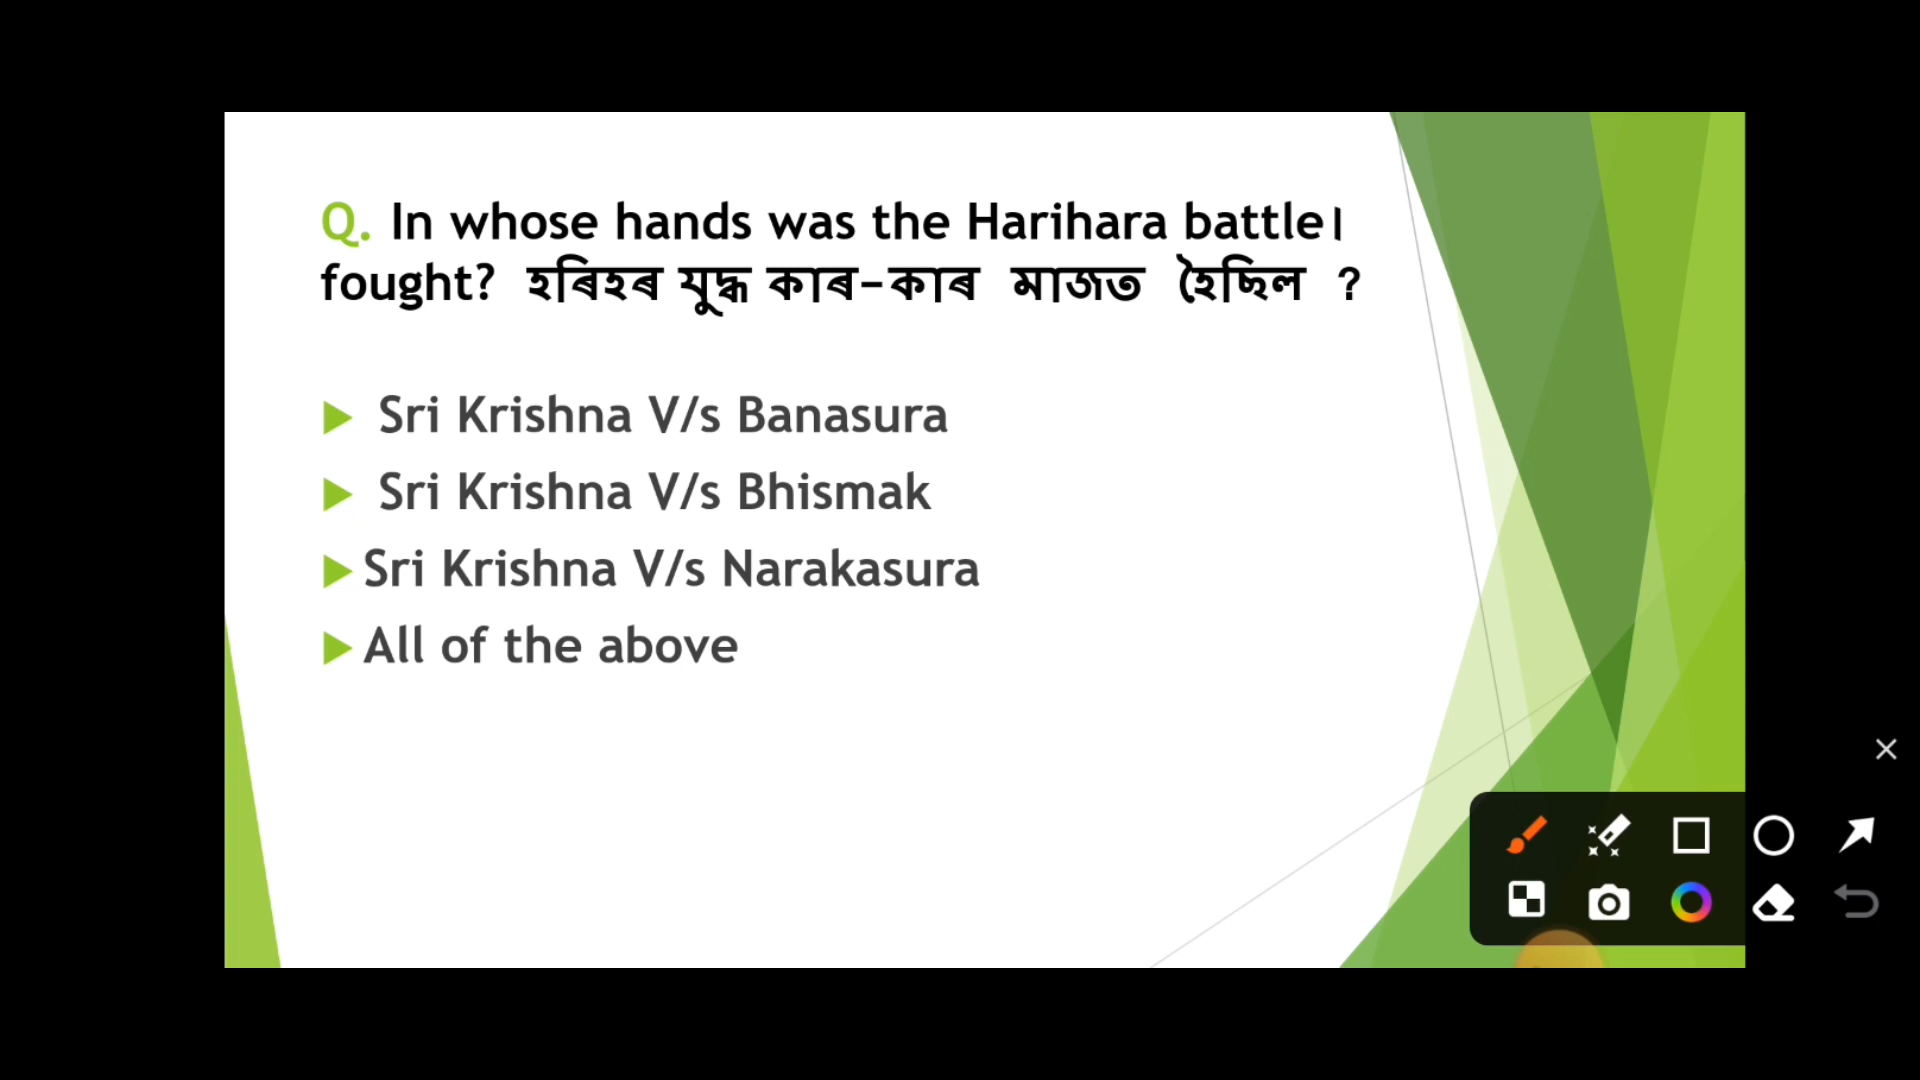 Q. In whose hands was the Harihara battle।
fought? হৰিহৰ যুদ্ধ কাৰ-কাৰ মাজত হৈছিল ?
Sri Krishna V/s Banasura
Sri Krishna V/s Bhismak
Sri Krishna V/s Narakasura
All of the above